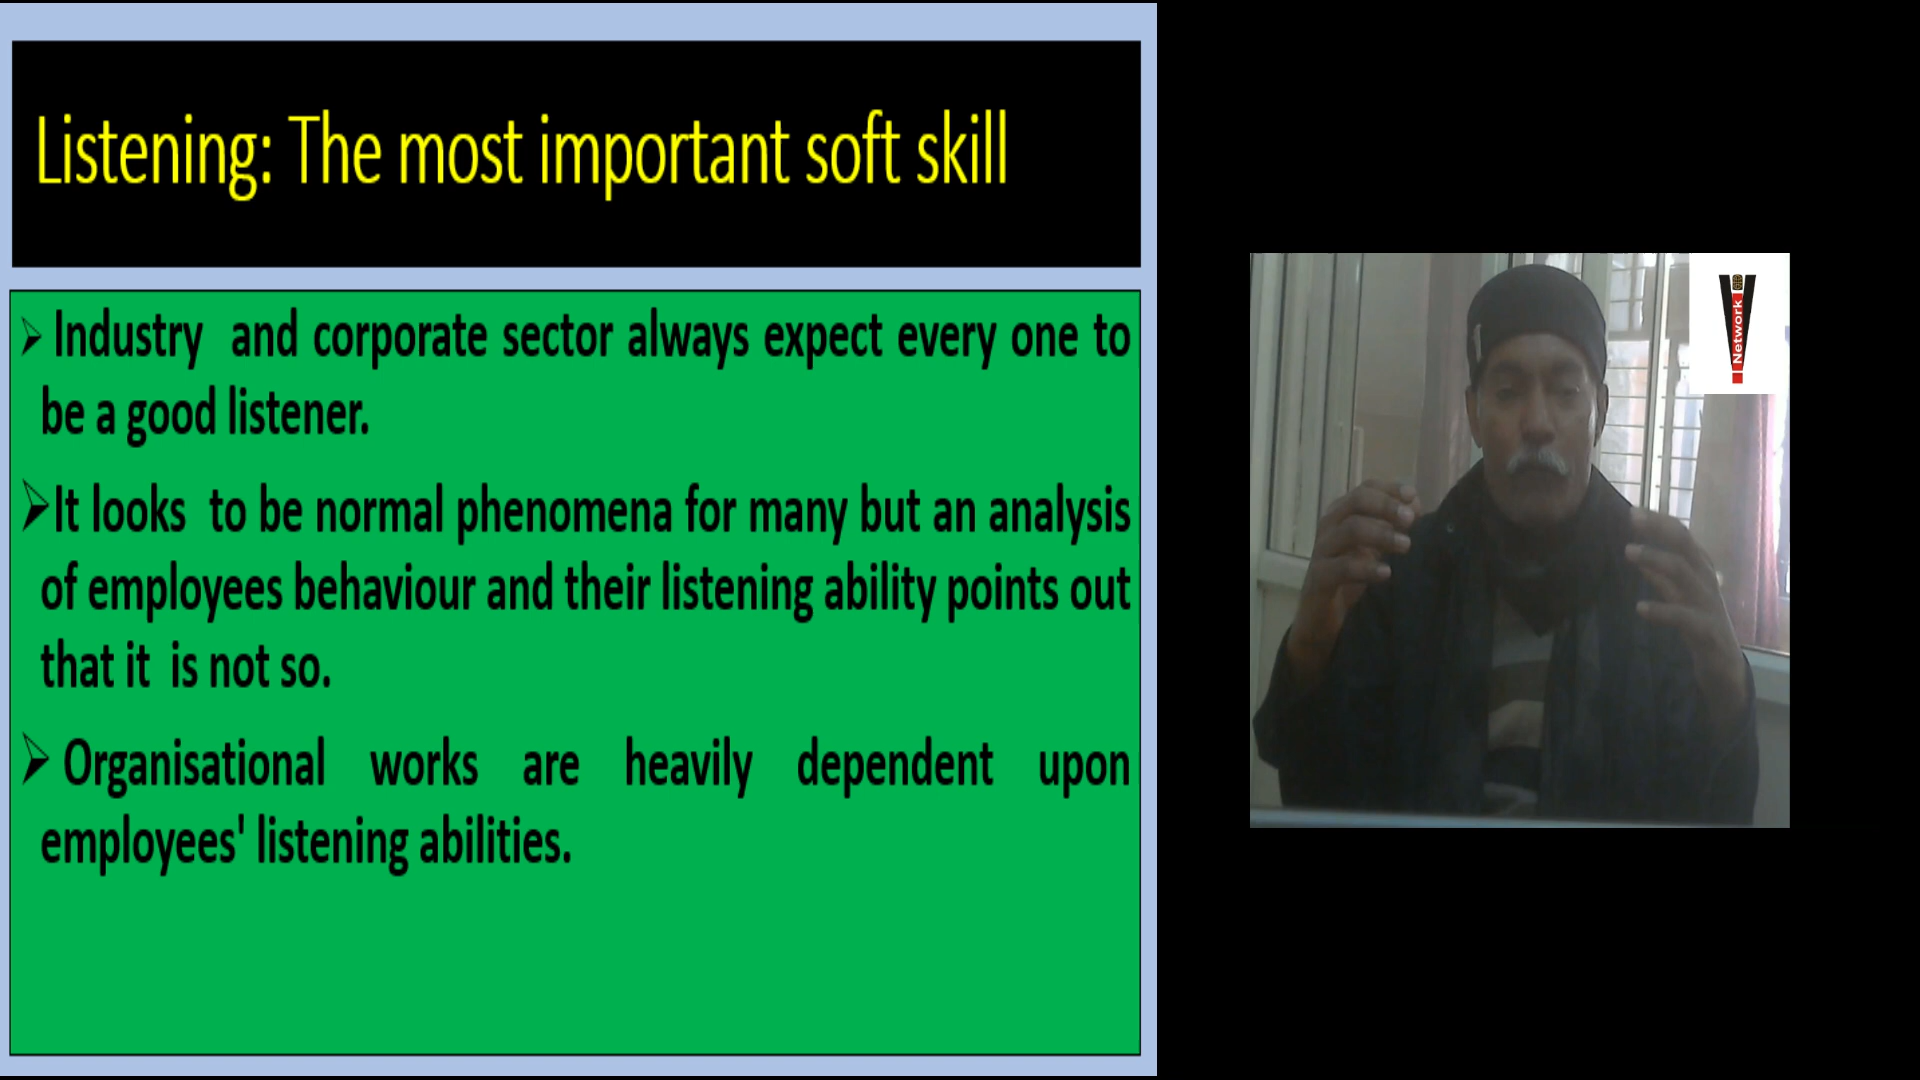 Listening: The most important soft skill
➢ Industry and corporate sector always expect every one to
be a good listener.
➢It looks to be normal phenomena for many but an analysis
of employees behaviour and their listening ability points out
that it is not so.
➢ Organisational works are heavily dependent upon
employees' listening abilities.
Network